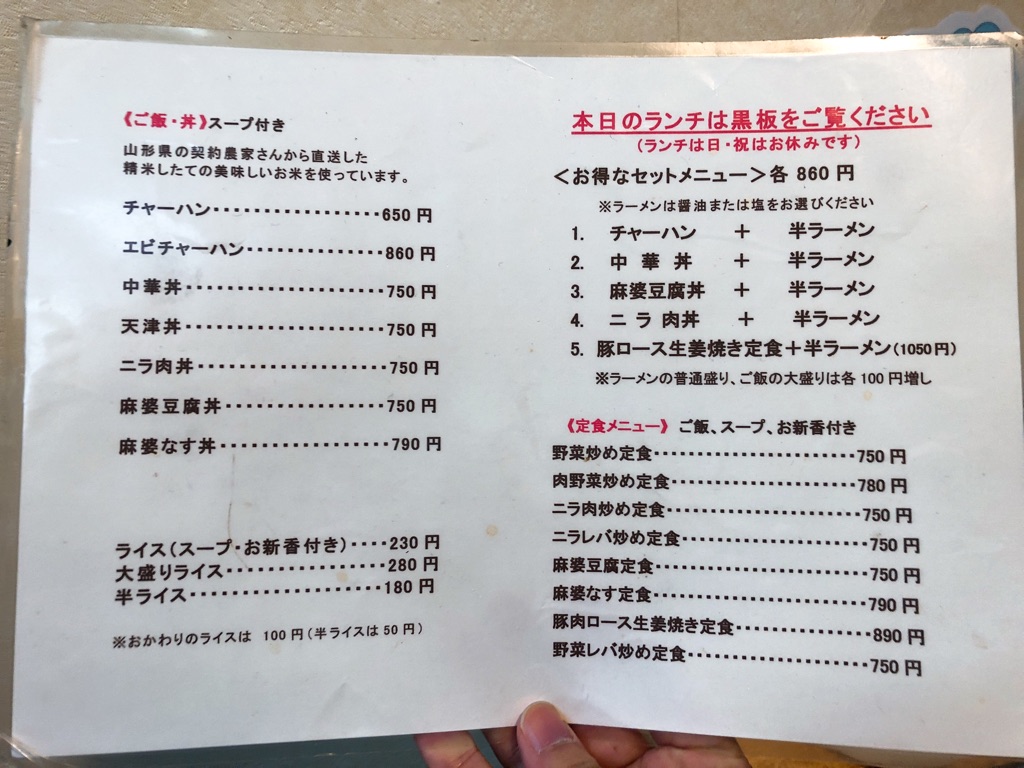 《ご飯・丼》スープ付き
山形県の契約農家さんから直送した
精米したての美味しいお米を使っています。
チャーハン・・・・・・・・・・・・・・・・・650円
エビチャーハン・・・・・・・・・・・・・・860円
中華丼・・・・・・・・・・・・・・・・・・・・750円
天津丼・・・・・・・・・・・・・・・・・・・・750円
ニラ肉丼・・・・・・・・・・・・・・・・・・・750円
麻婆豆腐丼・・・・・・・・・・・・・・・・750円
麻婆なす丼・・・・・・・・・・・・・・・・・790円
ライス（スープ・お新香付き）・・・・230円
大盛りライス・・・・・・・・・・・・・・・・280円
半ライス・・・・・・・・・・・・・・・・・・・180円
※おかわりのライスは 100円（半ライスは50円）
本日のランチは黒板をご覧ください
（ランチは日・祝はお休みです）
＜お得なセットメニュー＞各860円
※ラーメンは醤油または塩をお選びください
1. チャーハン ＋ 半ラーメン
2. 中華丼 ＋ 半ラーメン
3. 麻婆豆腐丼 ＋ 半ラーメン
4. ニラ肉丼 ＋ 半ラーメン
5. 豚ロース生姜焼き定食＋半ラーメン（1050円）
※ラーメンの普通盛り、ご飯の大盛りは各100円増し
《定食メニュー》 ご飯、スープ、お新香付き
野菜炒め定食・・・・・・・・・・・・・・・・・・・・750円
肉野菜炒め定食・・・・・・・・・・・・・・・・・・780円
ニラ肉炒め定食・・・・・・・・・・・・・・・・・・750円
ニラレバ炒め定食・・・・・・・・・・・・・・・・・750円
麻婆豆腐定食・・・・・・・・・・・・・・・・・・・・750円
麻婆なす定食・・・・・・・・・・・・・・・・・・・・790円
豚肉ロース生姜焼き定食・・・・・・・・・・・・890円
野菜レバ炒め定食・・・・・・・・・・・・・・・・・750円